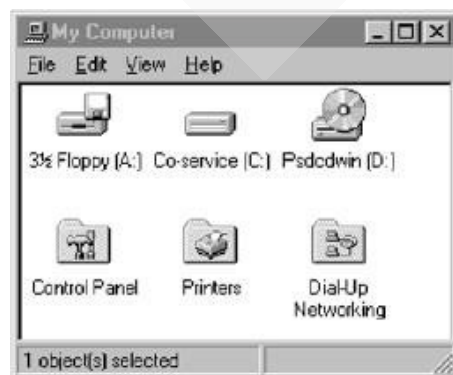 My Computer
File Edit View Help
3½ Floppy (A:) Co-service (C:) Psdcdwin (D:)
Control Panel Printers Dial-Up
Networking
1 object(s) selected